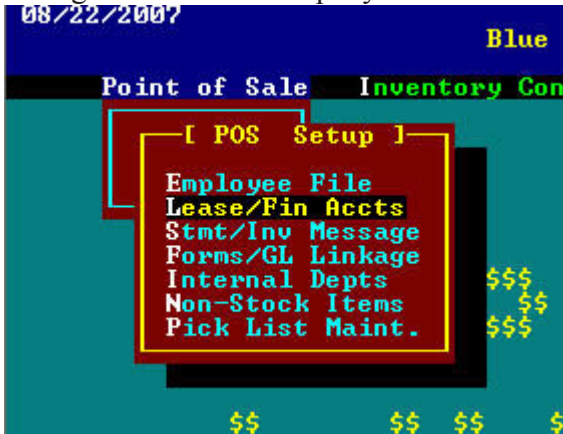 08/22/2007
Blue
Point of Sale Inventory Con
[ POS Setup ]
Employee File
Lease/Fin Accts
Stmt/Inv Message
Forms/GL Linkage
Internal Depts $$$
Non-Stock Items $$
Pick List Maint. $$$
$$ $$ $$ $